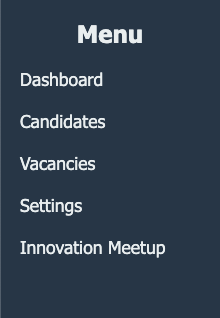 Menu
Dashboard
Candidates
Vacancies
Settings
Innovation Meetup